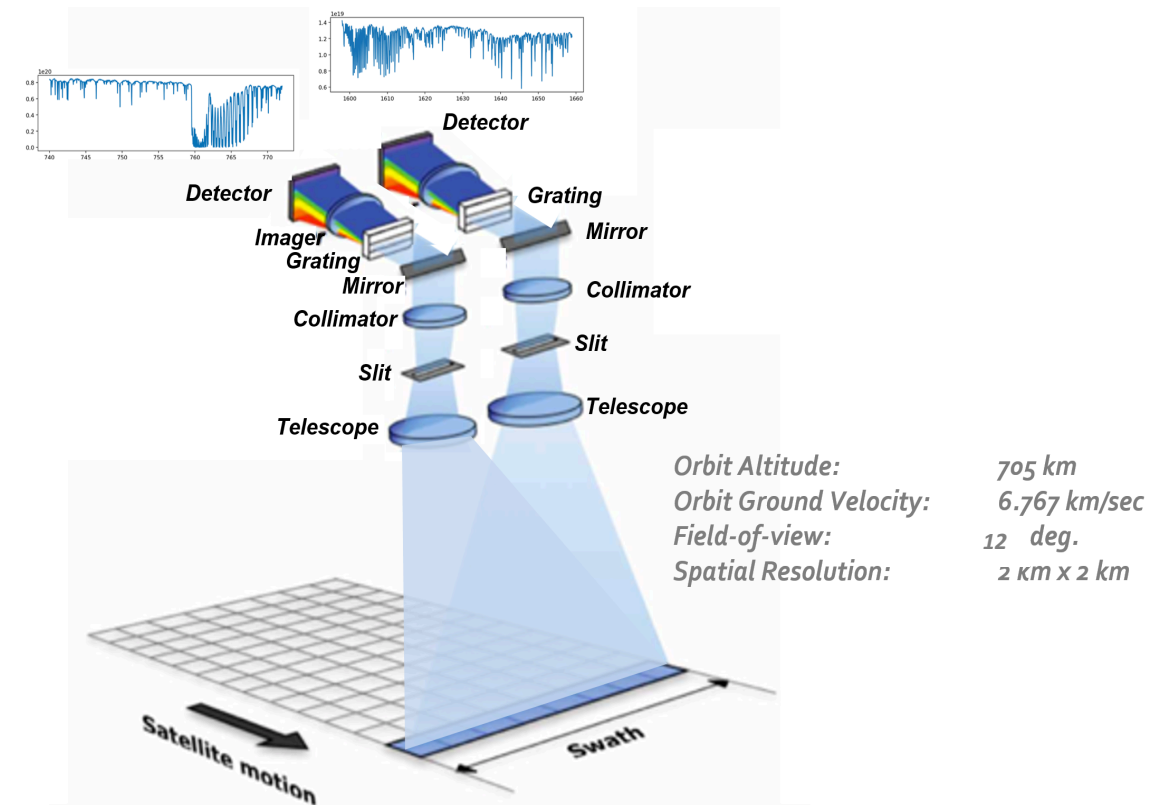 1e19
1.4
1.2
1.0
0.8
0.6
1600 1610 1620 1630 1640 1650 1660
1e20
0.8
0.6
0.4
0.2
0.0
740 745 750 755 760 765 770
Detector
Detector
Grating
Imager
Mirror
Grating
Mirror
Collimator
Collimator
Slit
Slit
Telescope
Telescope
Orbit Altitude: 705 km
Orbit Ground Velocity: 6.767 km/sec
Field-of-view: 12 deg.
Spatial Resolution: 2 км x 2 km
Satellite motion
Swath